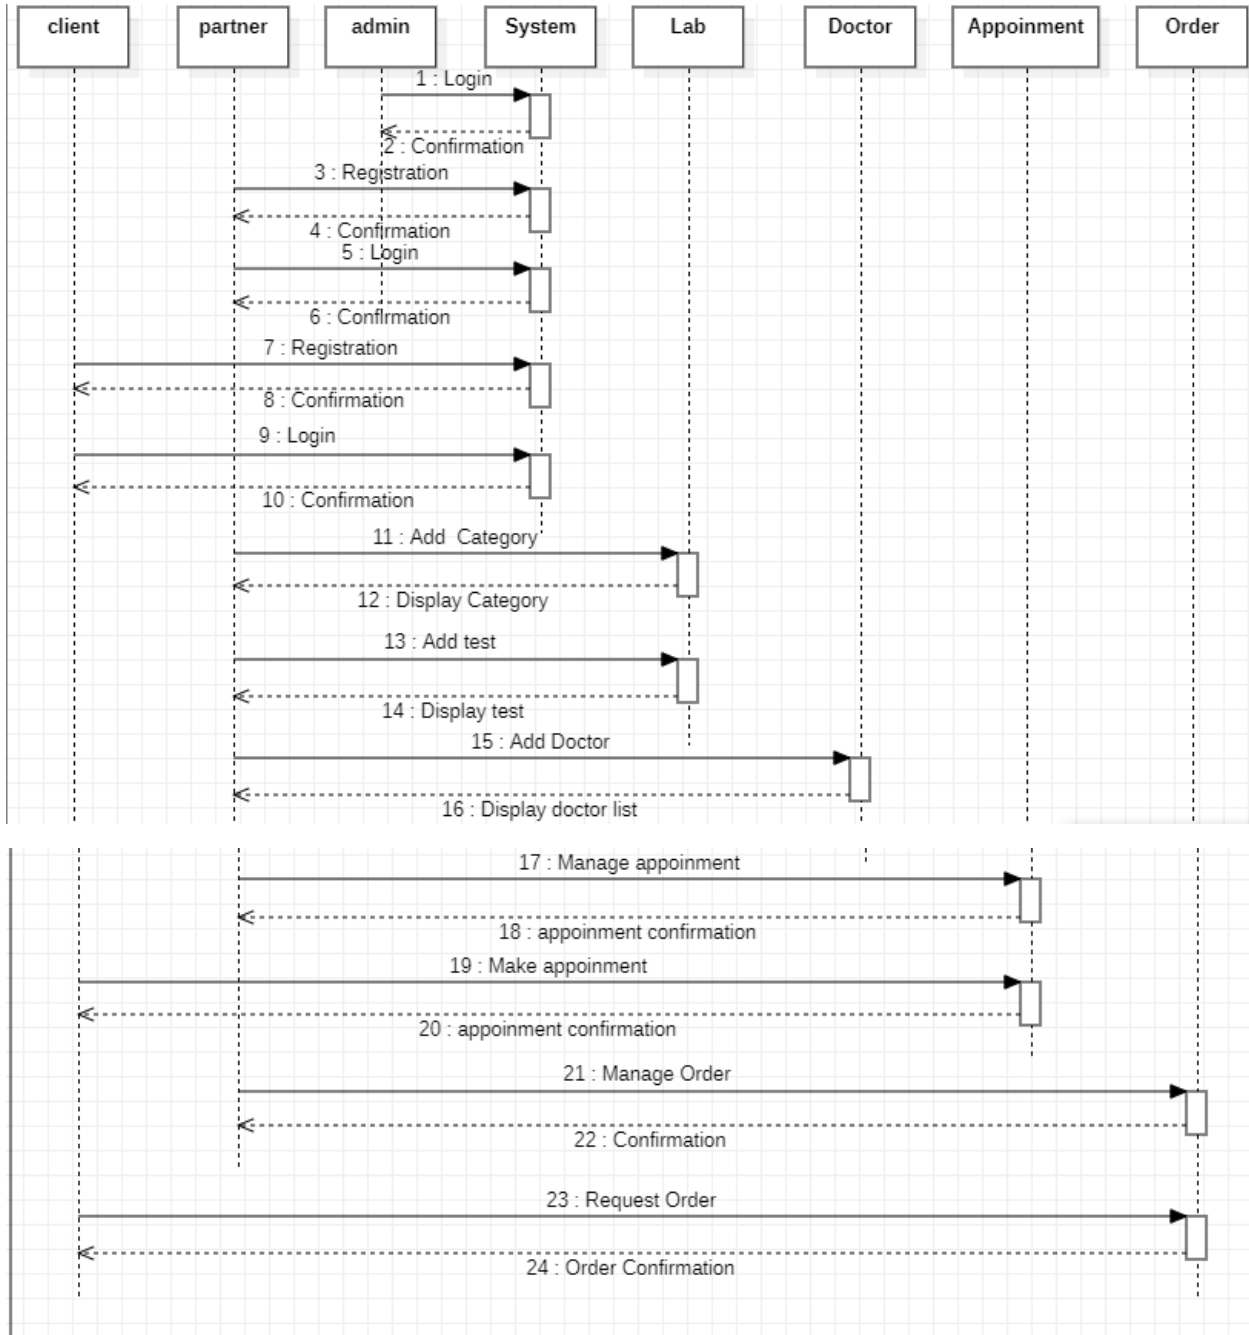 client
partner
admin
System
Lab
Doctor
Appoinment
Order
1 : Login
2 : Confirmation
3 : Registration
4 : Confirmation
5 : Login
6 : Confirmation
7 : Registration
8 : Confirmation
9 : Login
10 : Confirmation
11 : Add  Category
12 : Display Category
13 : Add test
14 : Display test
15 : Add Doctor
16 : Display doctor list
17 : Manage appoinment
18 : appoinment confirmation
19 : Make appoinment
20 : appoinment confirmation
21 : Manage Order
22 : Confirmation
23 : Request Order
24 : Order Confirmation